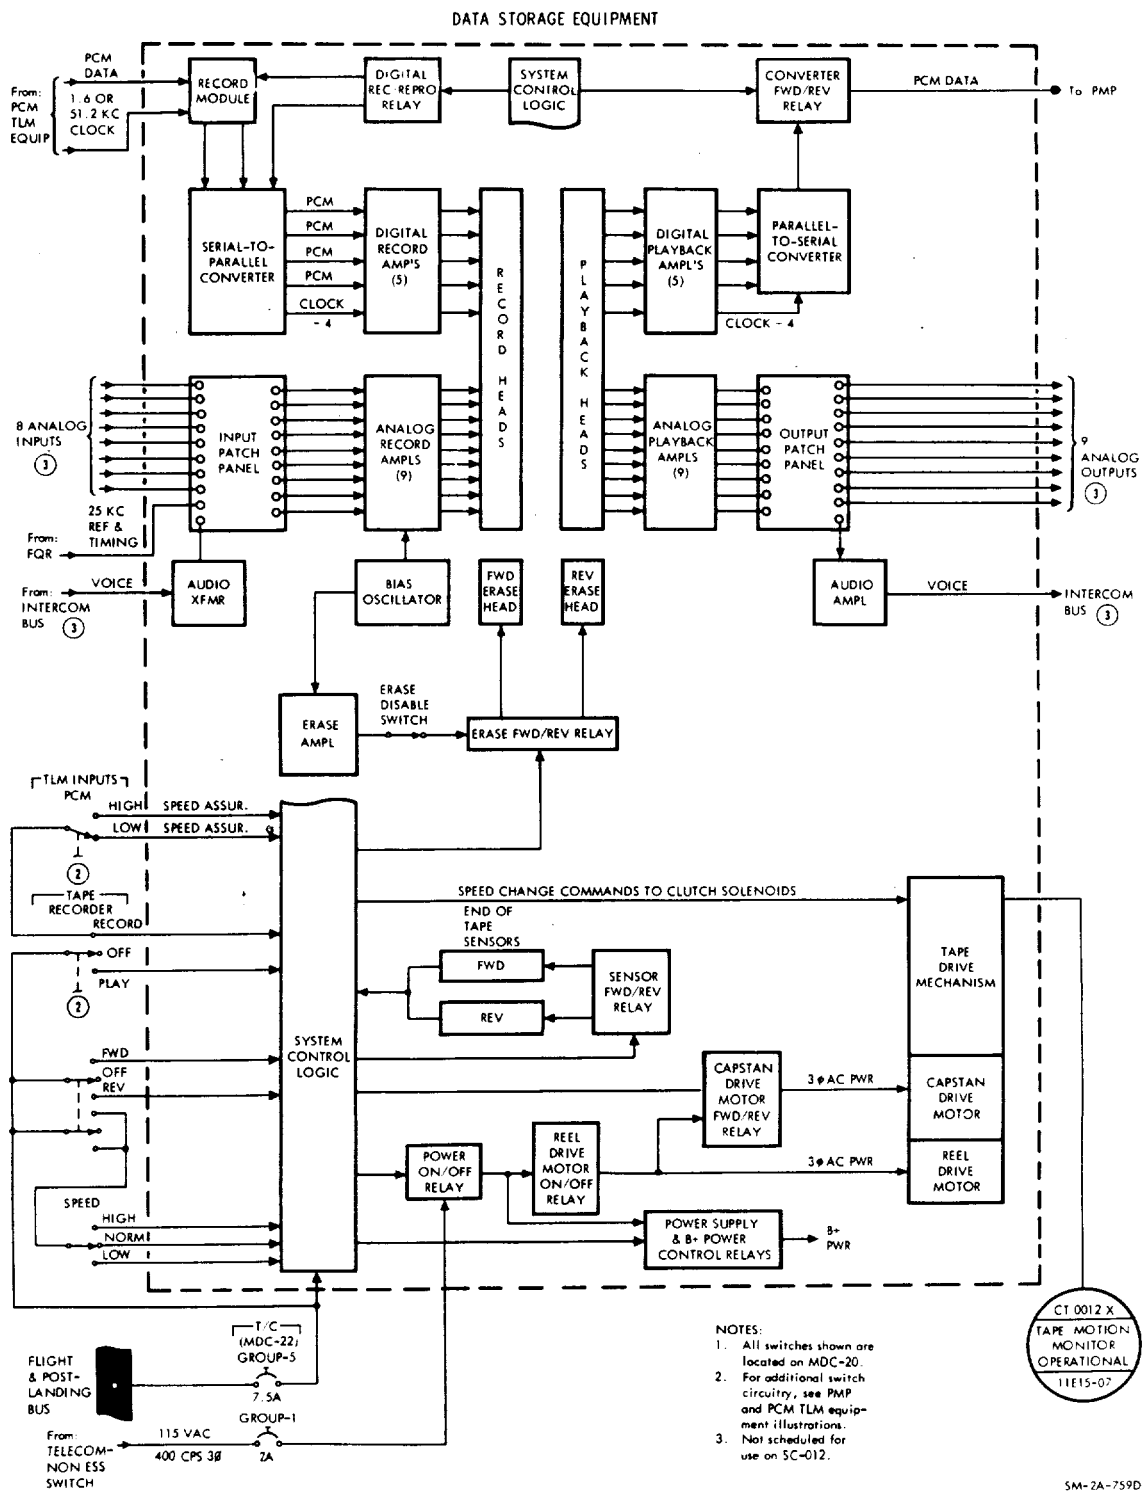 DATA STORAGE EQUIPMENT
From:
PCM
TLM
EQUIP
PCM
DATA
1.6 OR
51.2 KC
CLOCK
RECORD
MODULE
DIGITAL
REC-REPRO
RELAY
SYSTEM
CONTROL
LOGIC
CONVERTER
FWD/REV
RELAY
PCM DATA
To PMP
SERIAL-TO-
PARALLEL
CONVERTER
PCM
PCM
PCM
PCM
CLOCK
- 4
DIGITAL
RECORD
AMP'S
(5)
RECORD HEADS
PLAYBACK HEADS
DIGITAL
PLAYBACK
AMPL'S
(5)
CLOCK - 4
PARALLEL-
TO-SERIAL
CONVERTER
8 ANALOG
INPUTS
3
25 KC
REF &
TIMING
From:
FQR
INPUT
PATCH
PANEL
ANALOG
RECORD
AMPLS
(9)
ANALOG
PLAYBACK
AMPLS
(9)
OUTPUT
PATCH
PANEL
9
ANALOG
OUTPUTS
3
From:
INTERCOM
BUS 3
VOICE
AUDIO
XFMR
BIAS
OSCILLATOR
FWD
ERASE
HEAD
REV
ERASE
HEAD
AUDIO
AMPL
VOICE
INTERCOM
BUS 3
ERASE
AMPL
ERASE
DISABLE
SWITCH
ERASE FWD/REV RELAY
TLM INPUTS
PCM
HIGH SPEED ASSUR.
LOW SPEED ASSUR.
2
TAPE
RECORDER
RECORD
OFF
PLAY
2
FWD
OFF
REV
SPEED
HIGH
NORM
LOW
SYSTEM
CONTROL
LOGIC
SPEED CHANGE COMMANDS TO CLUTCH SOLENOIDS
END OF
TAPE
SENSORS
FWD
REV
SENSOR
FWD/REV
RELAY
TAPE
DRIVE
MECHANISM
CAPSTAN
DRIVE
MOTOR
FWD/REV
RELAY
3ø AC PWR
CAPSTAN
DRIVE
MOTOR
POWER
ON/OFF
RELAY
REEL
DRIVE
MOTOR
ON/OFF
RELAY
3ø AC PWR
REEL
DRIVE
MOTOR
POWER SUPPLY
& B+ POWER
CONTROL RELAYS
B+
PWR
FLIGHT
& POST-
LANDING
BUS
T/C
(MDC-22)
GROUP-5
7.5A
From:
TELECOM-
NON ESS
SWITCH
115 VAC
400 CPS 3ø
GROUP-1
2A
NOTES:
1. All switches shown are
located on MDC-20.
2. For additional switch
circuitry, see PMP
and PCM TLM equip-
ment illustrations.
3. Not scheduled for
use on SC-012.
CT 0012 X
TAPE MOTION
MONITOR
OPERATIONAL
11E15-07
SM-2A-759D